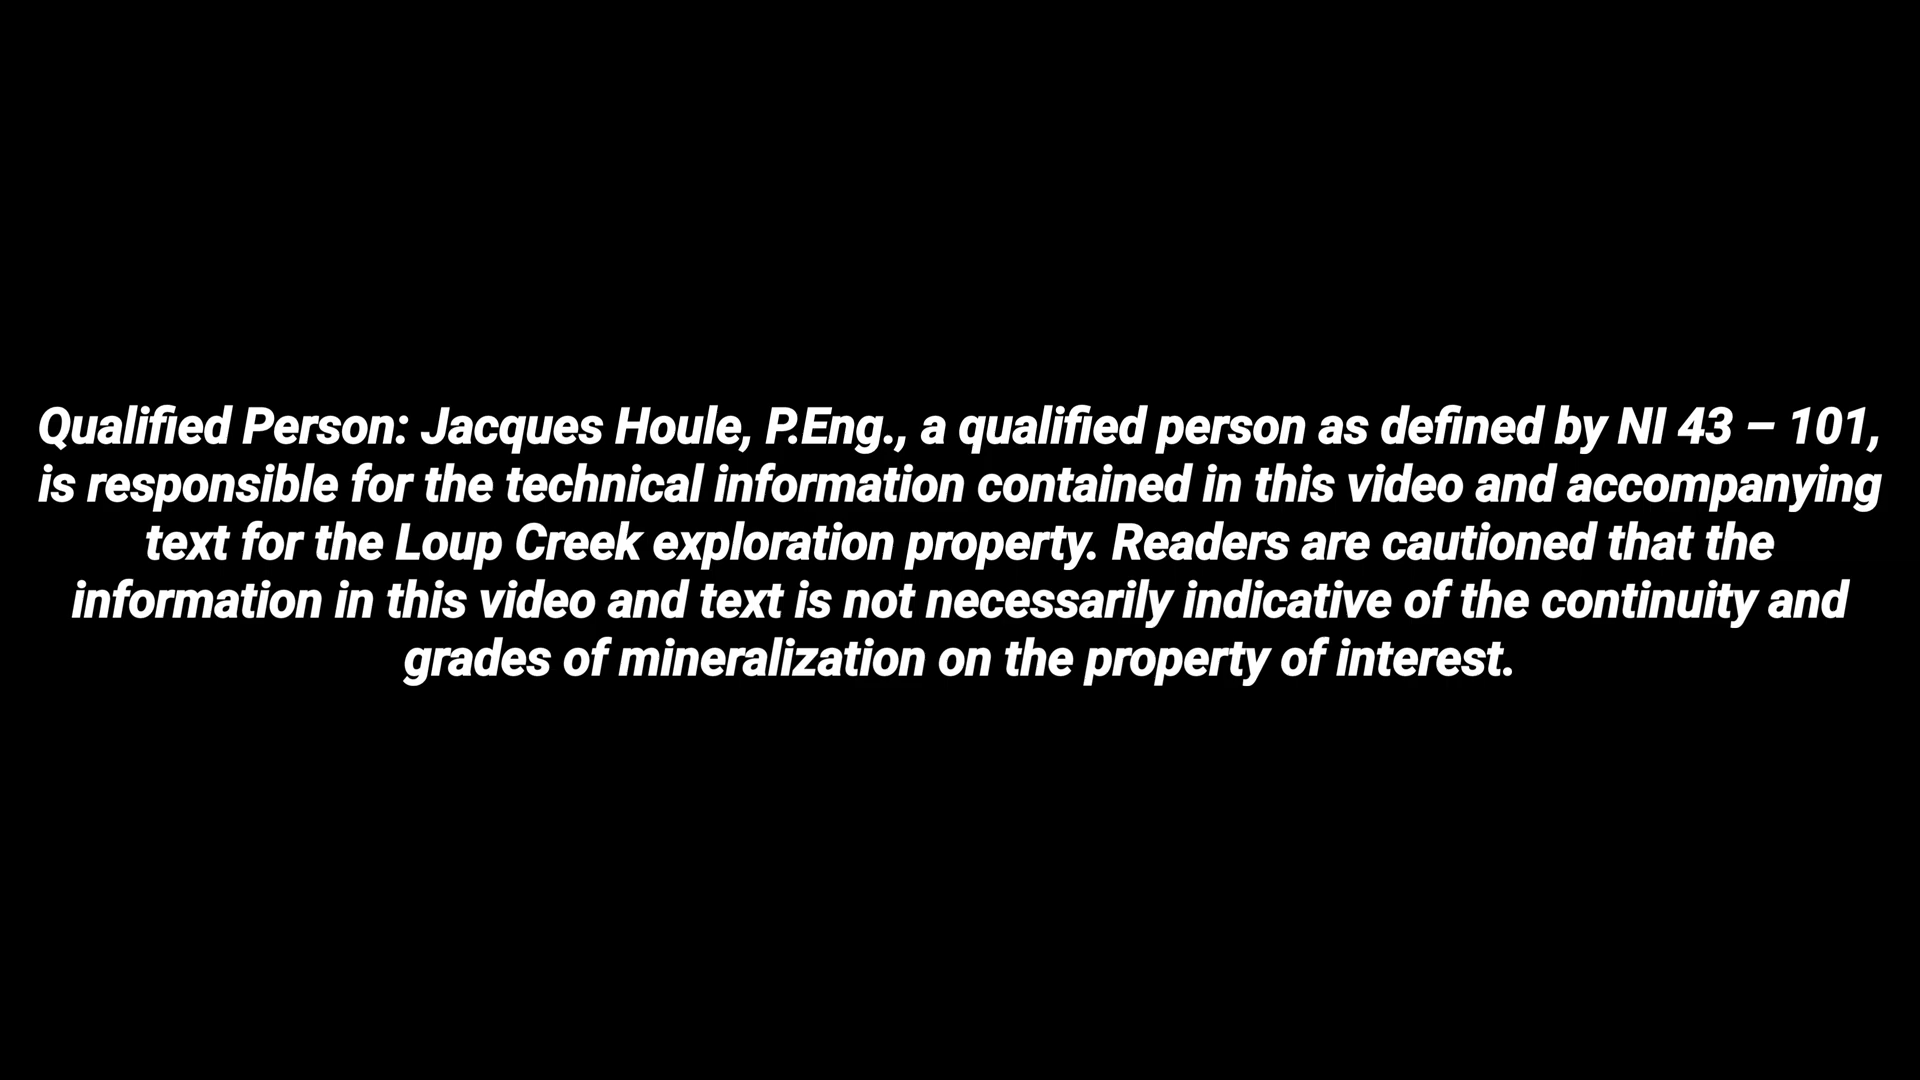 Qualified Person: Jacques Houle, P.Eng., a qualified person as defined by NI 43 – 101,
is responsible for the technical information contained in this video and accompanying
text for the Loup Creek exploration property. Readers are cautioned that the
information in this video and text is not necessarily indicative of the continuity and
grades of mineralization on the property of interest.